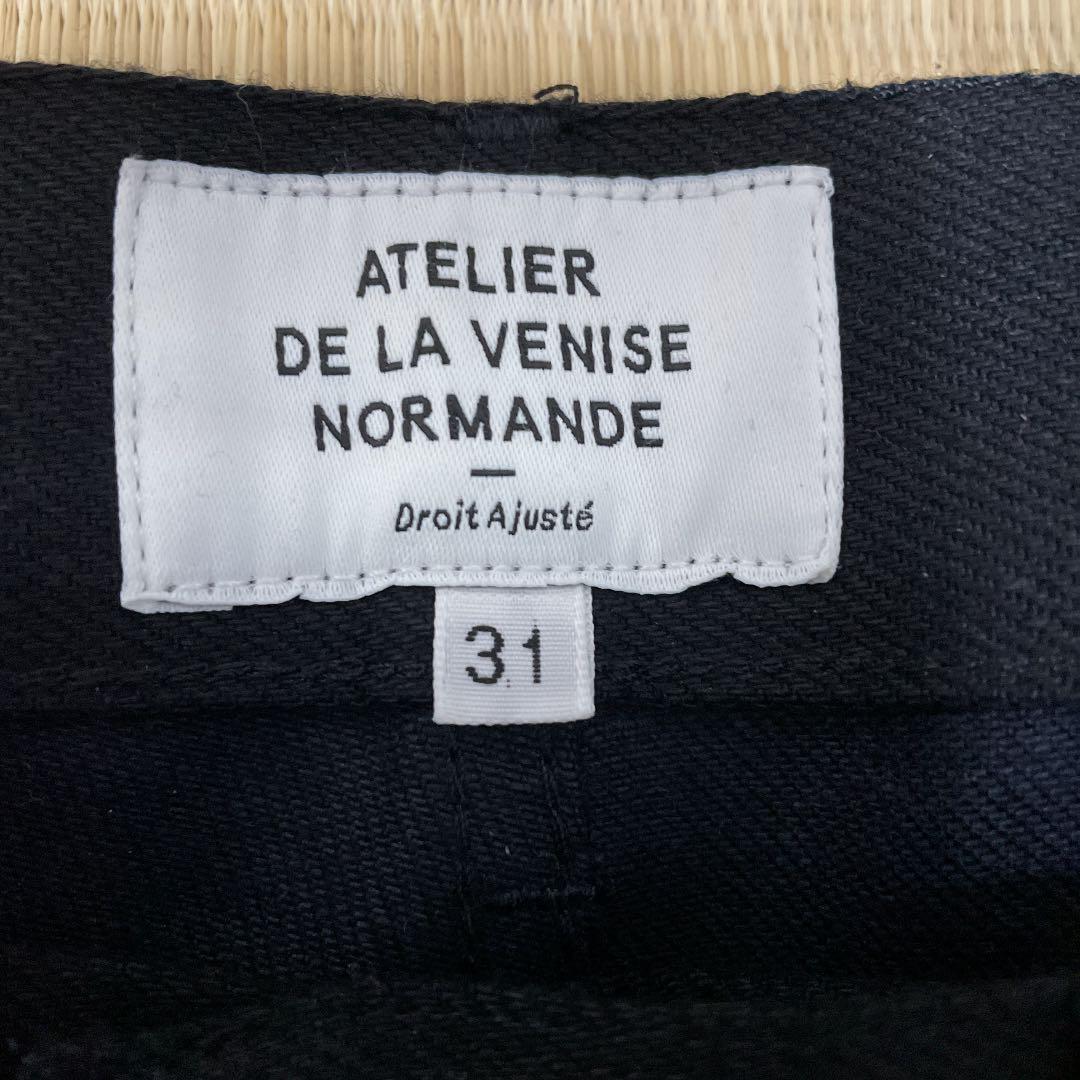 ATELIER
DE LA VENISE
NORMANDE
—
Droit Ajusté
31